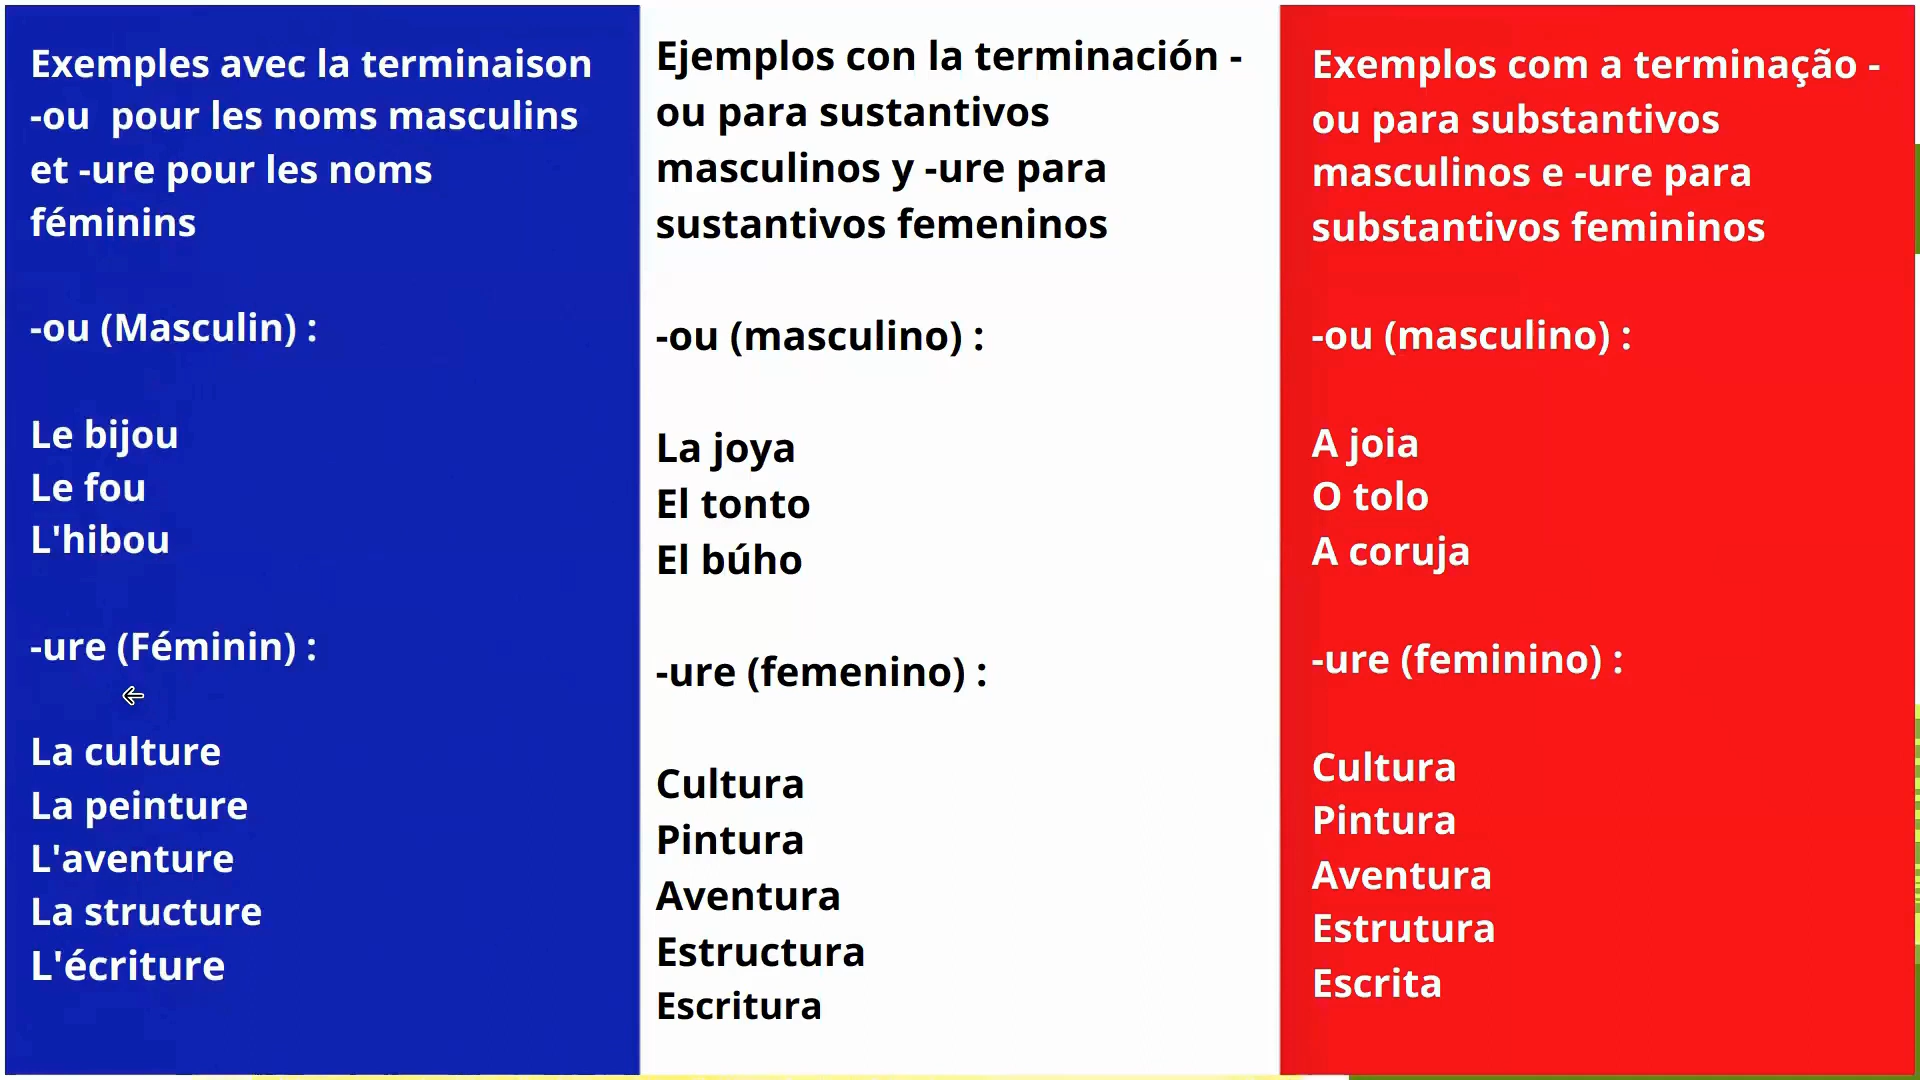 Exemples avec la terminaison
-ou  pour les noms masculins
et -ure pour les noms
féminins
-ou (Masculin) :
Le bijou
Le fou
L'hibou
-ure (Féminin) :
La culture
La peinture
L'aventure
La structure
L'écriture
Ejemplos con la terminación -
ou para sustantivos
masculinos y -ure para
sustantivos femeninos
-ou (masculino) :
La joya
El tonto
El búho
-ure (femenino) :
Cultura
Pintura
Aventura
Estructura
Escritura
Exemplos com a terminação -
ou para substantivos
masculinos e -ure para
substantivos femininos
-ou (masculino) :
A joia
O tolo
A coruja
-ure (feminino) :
Cultura
Pintura
Aventura
Estrutura
Escrita